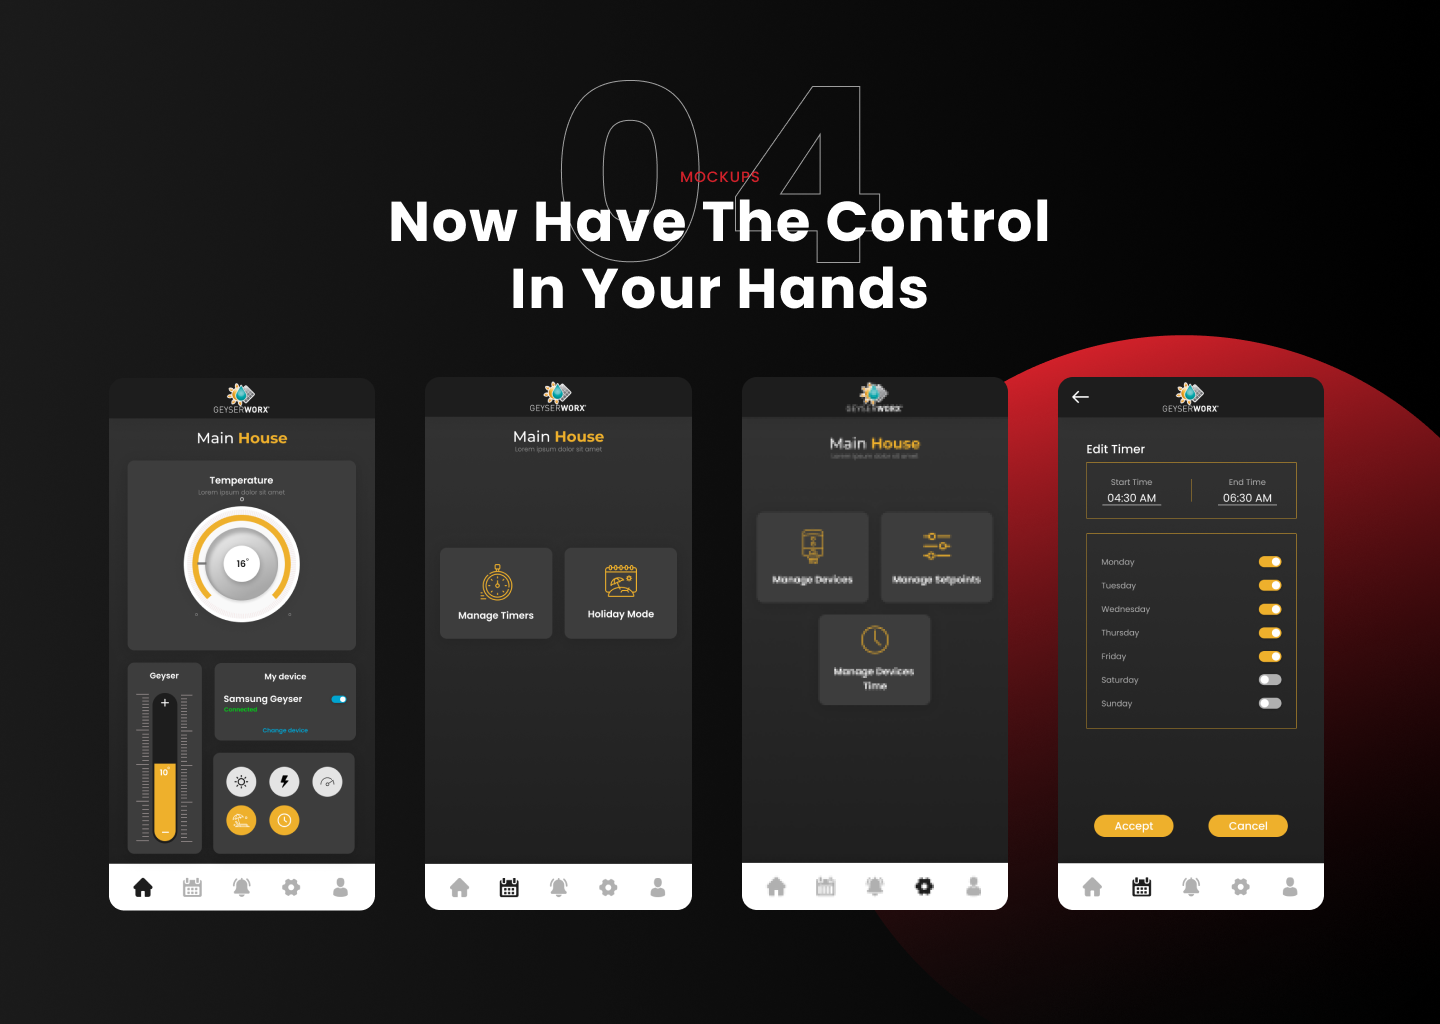 04
MOCKUPS
Now Have The Control
In Your Hands
GEYSERWORX
Main House
Temperature
Lorem ipsum dolor sit amet
16°
Geyser
+
10°
−
My device
Samsung Geyser
Connected
Change device
GEYSERWORX
Main House
Lorem ipsum dolor sit amet
Manage Timers
Holiday Mode
GEYSERWORX
Main House
Lorem ipsum dolor sit amet
Manage Devices
Manage Setpoints
Manage Devices
Time
GEYSERWORX
Edit Timer
Start Time
End Time
04:30 AM
06:30 AM
Monday
Tuesday
Wednesday
Thursday
Friday
Saturday
Sunday
Accept
Cancel